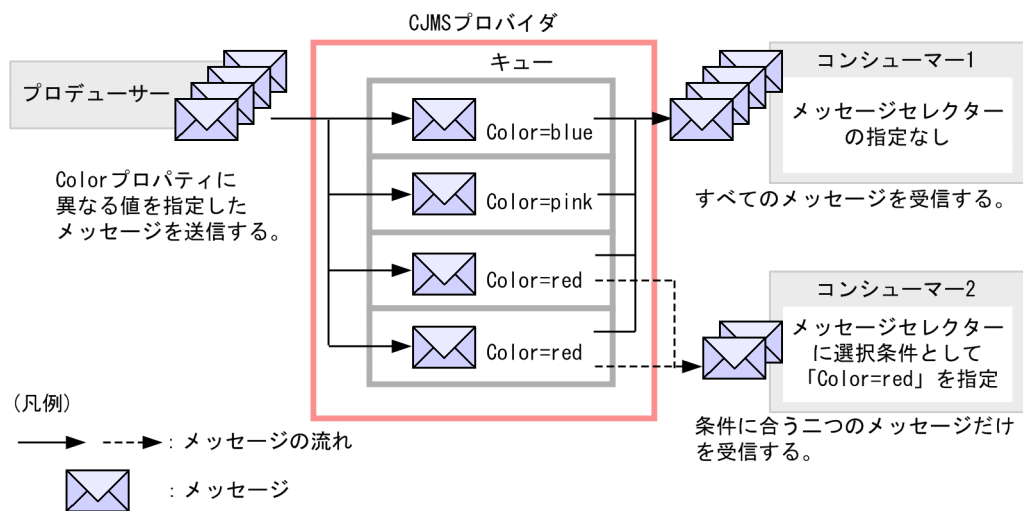 CJMSプロバイダ
プロデューサー
キュー
コンシューマー1
Color=blue
メッセージセレクター
の指定なし
Color=pink
Colorプロパティに
異なる値を指定した
メッセージを送信する。
すべてのメッセージを受信する。
Color=red
コンシューマー2
Color=red
メッセージセレクター
に選択条件として
「Color=red」を指定
条件に合う二つのメッセージだけ
を受信する。
(凡例)
：メッセージの流れ
：メッセージ